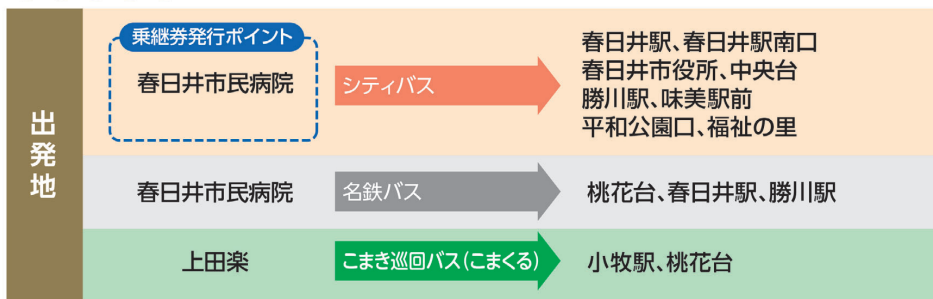 出発地
乗継券発行ポイント
春日井市民病院
シティバス
春日井駅、春日井駅南口
春日井市役所、中央台
勝川駅、味美駅前
平和公園口、福祉の里
春日井市民病院
名鉄バス
桃花台、春日井駅、勝川駅
上田楽
こまき巡回バス(こまくる)
小牧駅、桃花台